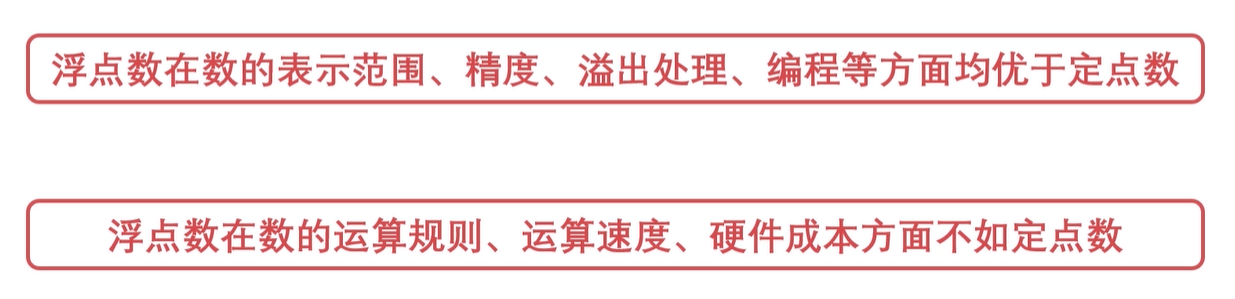 浮点数在数的表示范围、精度、溢出处理、编程等方面均优于定点数
浮点数在数的运算规则、运算速度、硬件成本方面不如定点数